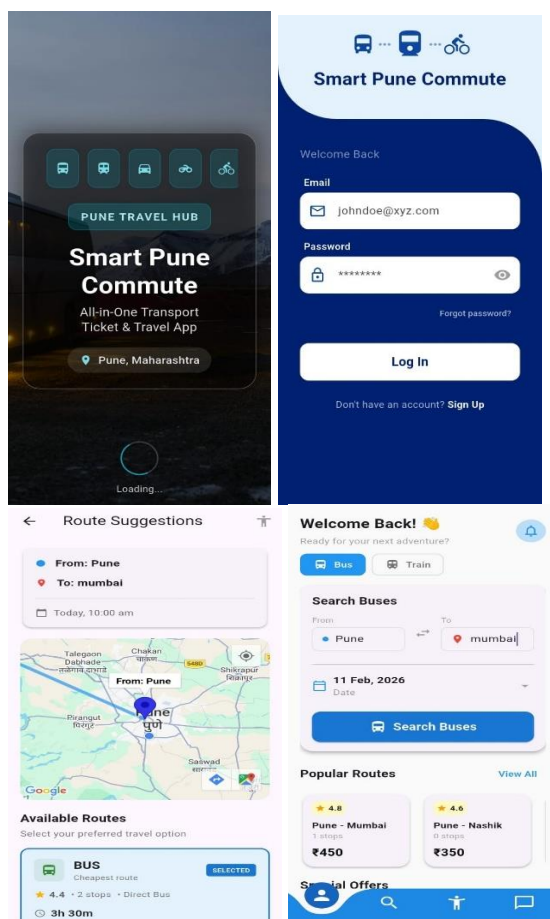 PUNE TRAVEL HUB
Smart Pune
Commute
All-in-One Transport
Ticket & Travel App
Pune, Maharashtra
Loading...
Smart Pune Commute
Welcome Back
Email
johndoe@xyz.com
Password
********
Forgot password?
Log In
Don't have an account? Sign Up
Route Suggestions
From: Pune
To: mumbai
Today, 10:00 am
Talegaon
Dabhade
Chakan
चाकण
548D
Shikrapur
From: Pune
Pirangut
पिरंगुट
पुणे
Saswad
Google
Available Routes
Select your preferred travel option
BUS
Cheapest route
SELECTED
4.4 • 2 stops • Direct Bus
3h 30m
Welcome Back! 👋
Ready for your next adventure?
Bus
Train
Search Buses
From
To
Pune
mumbai
11 Feb, 2026
Date
Search Buses
Popular Routes
View All
4.8
Pune - Mumbai
1 stops
₹450
4.6
Pune - Nashik
0 stops
₹350
Offers